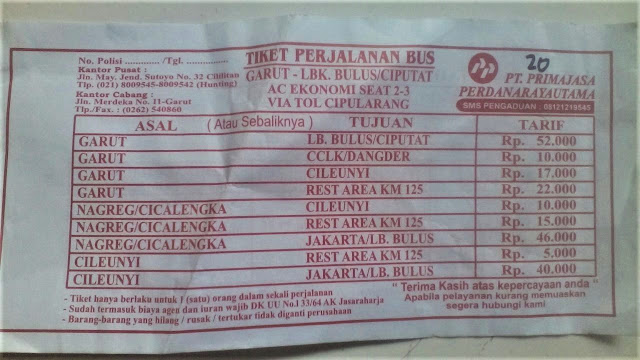 No. Polisi ............. /Tgl. ..............
Kantor Pusat :
Jln. May. Jend. Sutoyo No. 32 Cililitan
Tlp. (021) 8009545-8009542 (Hunting)
Kantor Cabang :
Jln. Merdeka No. 11-Garut
Tlp./Fax. : (0262) 540860
TIKET PERJALANAN BUS
GARUT - LBK. BULUS/CIPUTAT
AC EKONOMI SEAT 2-3
VIA TOL CIPULARANG
20
PT. PRIMAJASA
PERDANARAYAUTAMA
SMS PENGADUAN : 08121219545
ASAL (Atau Sebaliknya) TUJUAN TARIF
GARUT LB. BULUS/CIPUTAT Rp. 52.000
GARUT CCLK/DANGDER Rp. 10.000
GARUT CILEUNYI Rp. 17.000
GARUT REST AREA KM 125 Rp. 22.000
NAGREG/CICALENGKA CILEUNYI Rp. 10.000
NAGREG/CICALENGKA REST AREA KM 125 Rp. 15.000
NAGREG/CICALENGKA JAKARTA/LB. BULUS Rp. 46.000
CILEUNYI REST AREA KM 125 Rp. 5.000
CILEUNYI JAKARTA/LB. BULUS Rp. 40.000
- Tiket hanya berlaku untuk 1 (satu) orang dalam sekali perjalanan
- Sudah termasuk biaya agen dan iuran wajib DK UU No.l 33/64 AK Jasaraharja
- Barang-barang yang hilang / rusak / tertukar tidak diganti perusahaan
" Terima Kasih atas kepercayaan anda "
Apabila pelayanan kurang memuaskan
segera hubungi kami